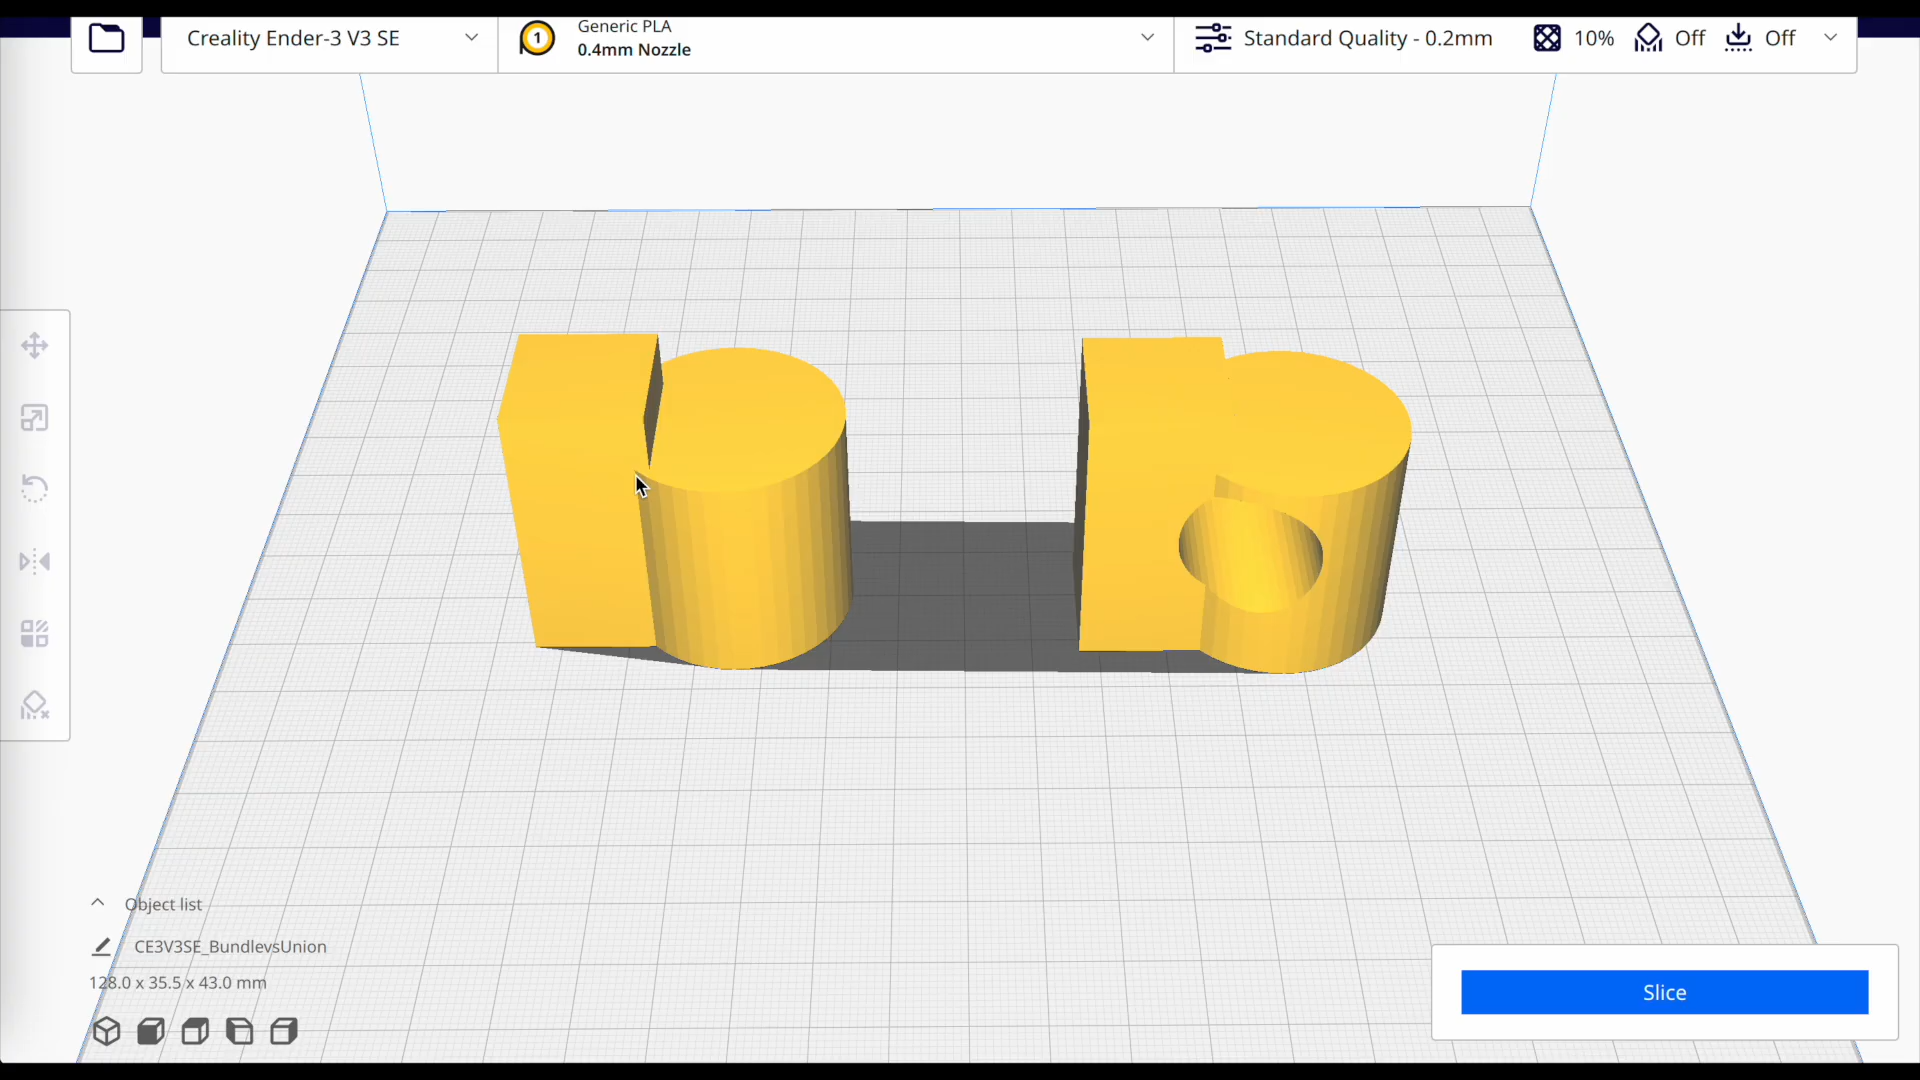 Creality Ender-3 V3 SE
1
Generic PLA
0.4mm Nozzle
Standard Quality - 0.2mm
10%
Off
Off
Object list
CE3V3SE_BundlevsUnion
128.0 x 35.5 x 43.0 mm
Slice